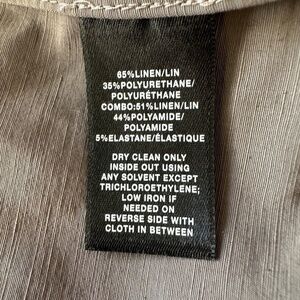 65%LINEN/LIN
35%POLYURETHANE/
POLYURÉTHANE
COMBO:51%LINEN/LIN
44%POLYAMIDE/
POLYAMIDE
5%ELASTANE/ÉLASTIQUE
DRY CLEAN ONLY
INSIDE OUT USING
ANY SOLVENT EXCEPT
TRICHLOROETHYLENE;
LOW IRON IF
NEEDED ON
REVERSE SIDE WITH
CLOTH IN BETWEEN